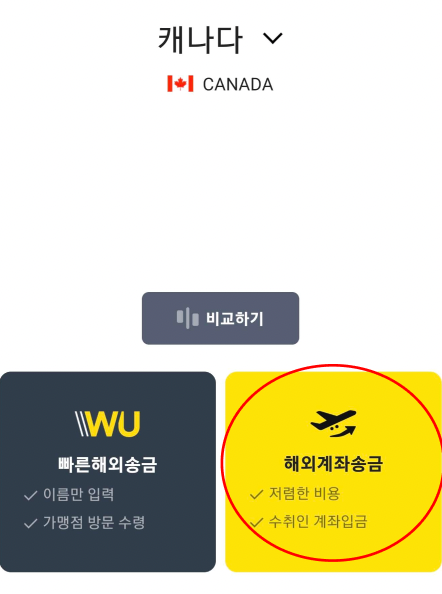 캐나다
CANADA
비교하기
WU
빠른해외송금
이름만 입력
가맹점 방문 수령
해외계좌송금
저렴한 비용
수취인 계좌입금